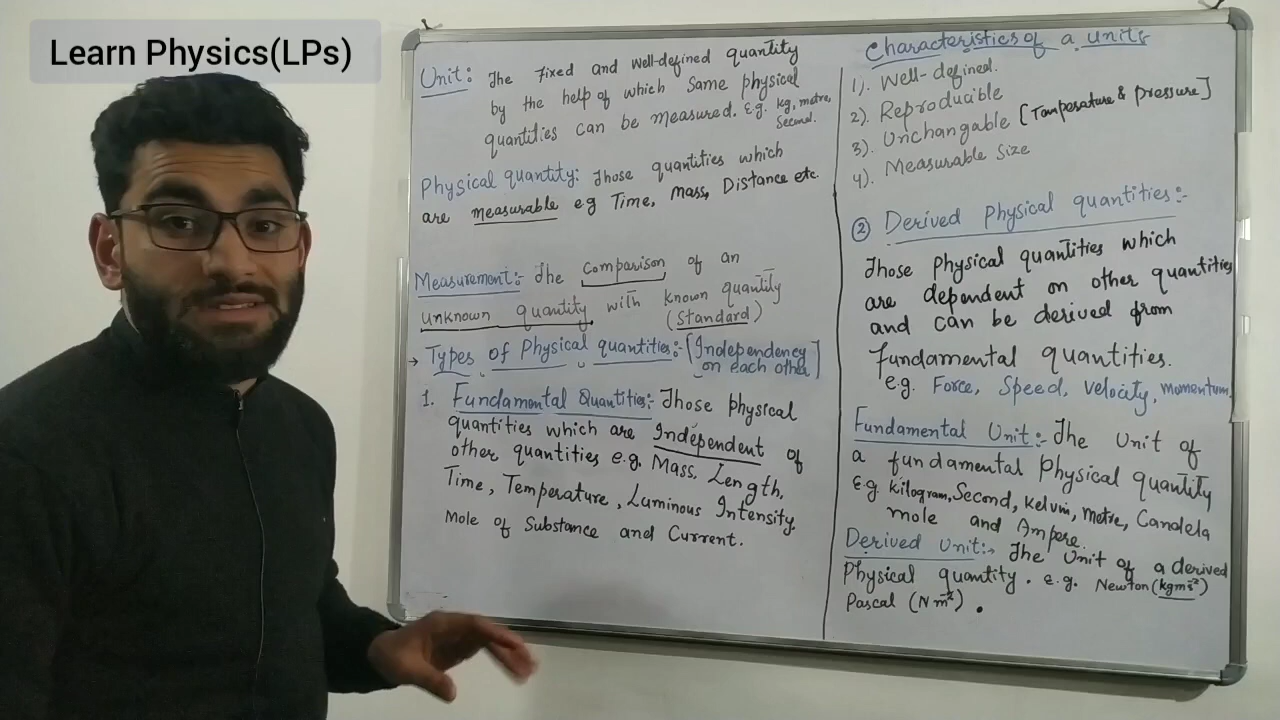 Learn Physics(LPs)
Unit: The Fixed and well-defined quantity
by the help of which Same physical
quantities can be measured. E.g. kg, metre,
Second.
Physical quantity: Those quantities which
are measurable e.g Time, Mass, Distance etc.
Measurement:- The comparison of an
unknown quantity with known quantity
(Standard)
→ Types of Physical quantities:- [Independency
on each other]
1. Fundamental Quantities:- Those physical
quantities which are Independent of
other quantities e.g. Mass, Length,
Time, Temperature, Luminous Intensity
Mole of Substance and Current.
Characteristics of a units
1). Well-defined.
2). Reproducible
3). Unchangable [Temperature & pressure]
4). Measurable Size
② Derived Physical quantities:-
Those Physical quantities which
are dependent on other quantities
and can be derived from
fundamental quantities.
e.g. Force, Speed, Velocity, momentum,
Fundamental Unit:- The Unit of
a fundamental Physical quantity
E.g kilogram, Second, Kelvin, metre, Candela
mole and Ampere.
Derived Unit:- The Unit of a derived
Physical quantity. e.g. Newton (kgms⁻²)
Pascal (Nm⁻²).